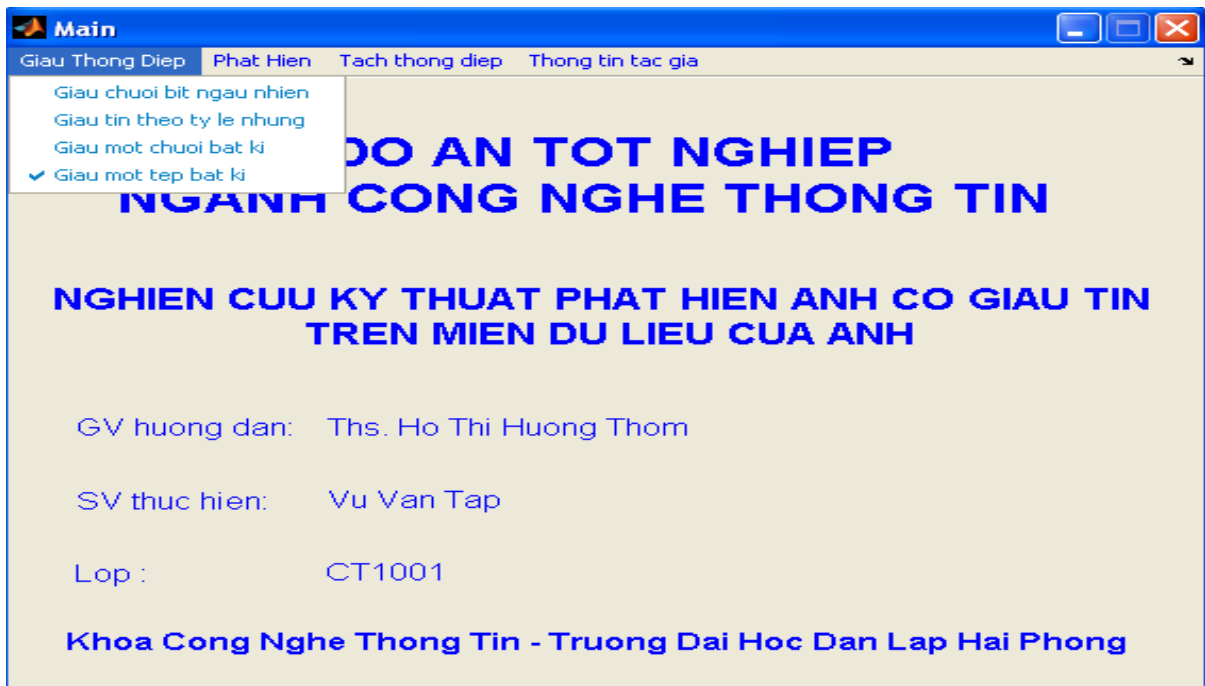 Main
Giau Thong Diep Phat Hien Tach thong diep Thong tin tac gia
Giau chuoi bit ngau nhien
Giau tin theo ty le nhung
Giau mot chuoi bat ki
Giau mot tep bat ki
DO AN TOT NGHIEP
NGANH CONG NGHE THONG TIN
NGHIEN CUU KY THUAT PHAT HIEN ANH CO GIAU TIN
TREN MIEN DU LIEU CUA ANH
GV huong dan: Ths. Ho Thi Huong Thom
SV thuc hien: Vu Van Tap
Lop : CT1001
Khoa Cong Nghe Thong Tin - Truong Dai Hoc Dan Lap Hai Phong